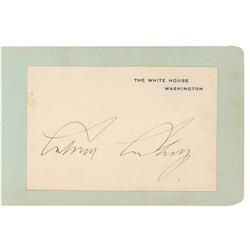 THE WHITE HOUSE
WASHINGTON
Calvin Coolidge